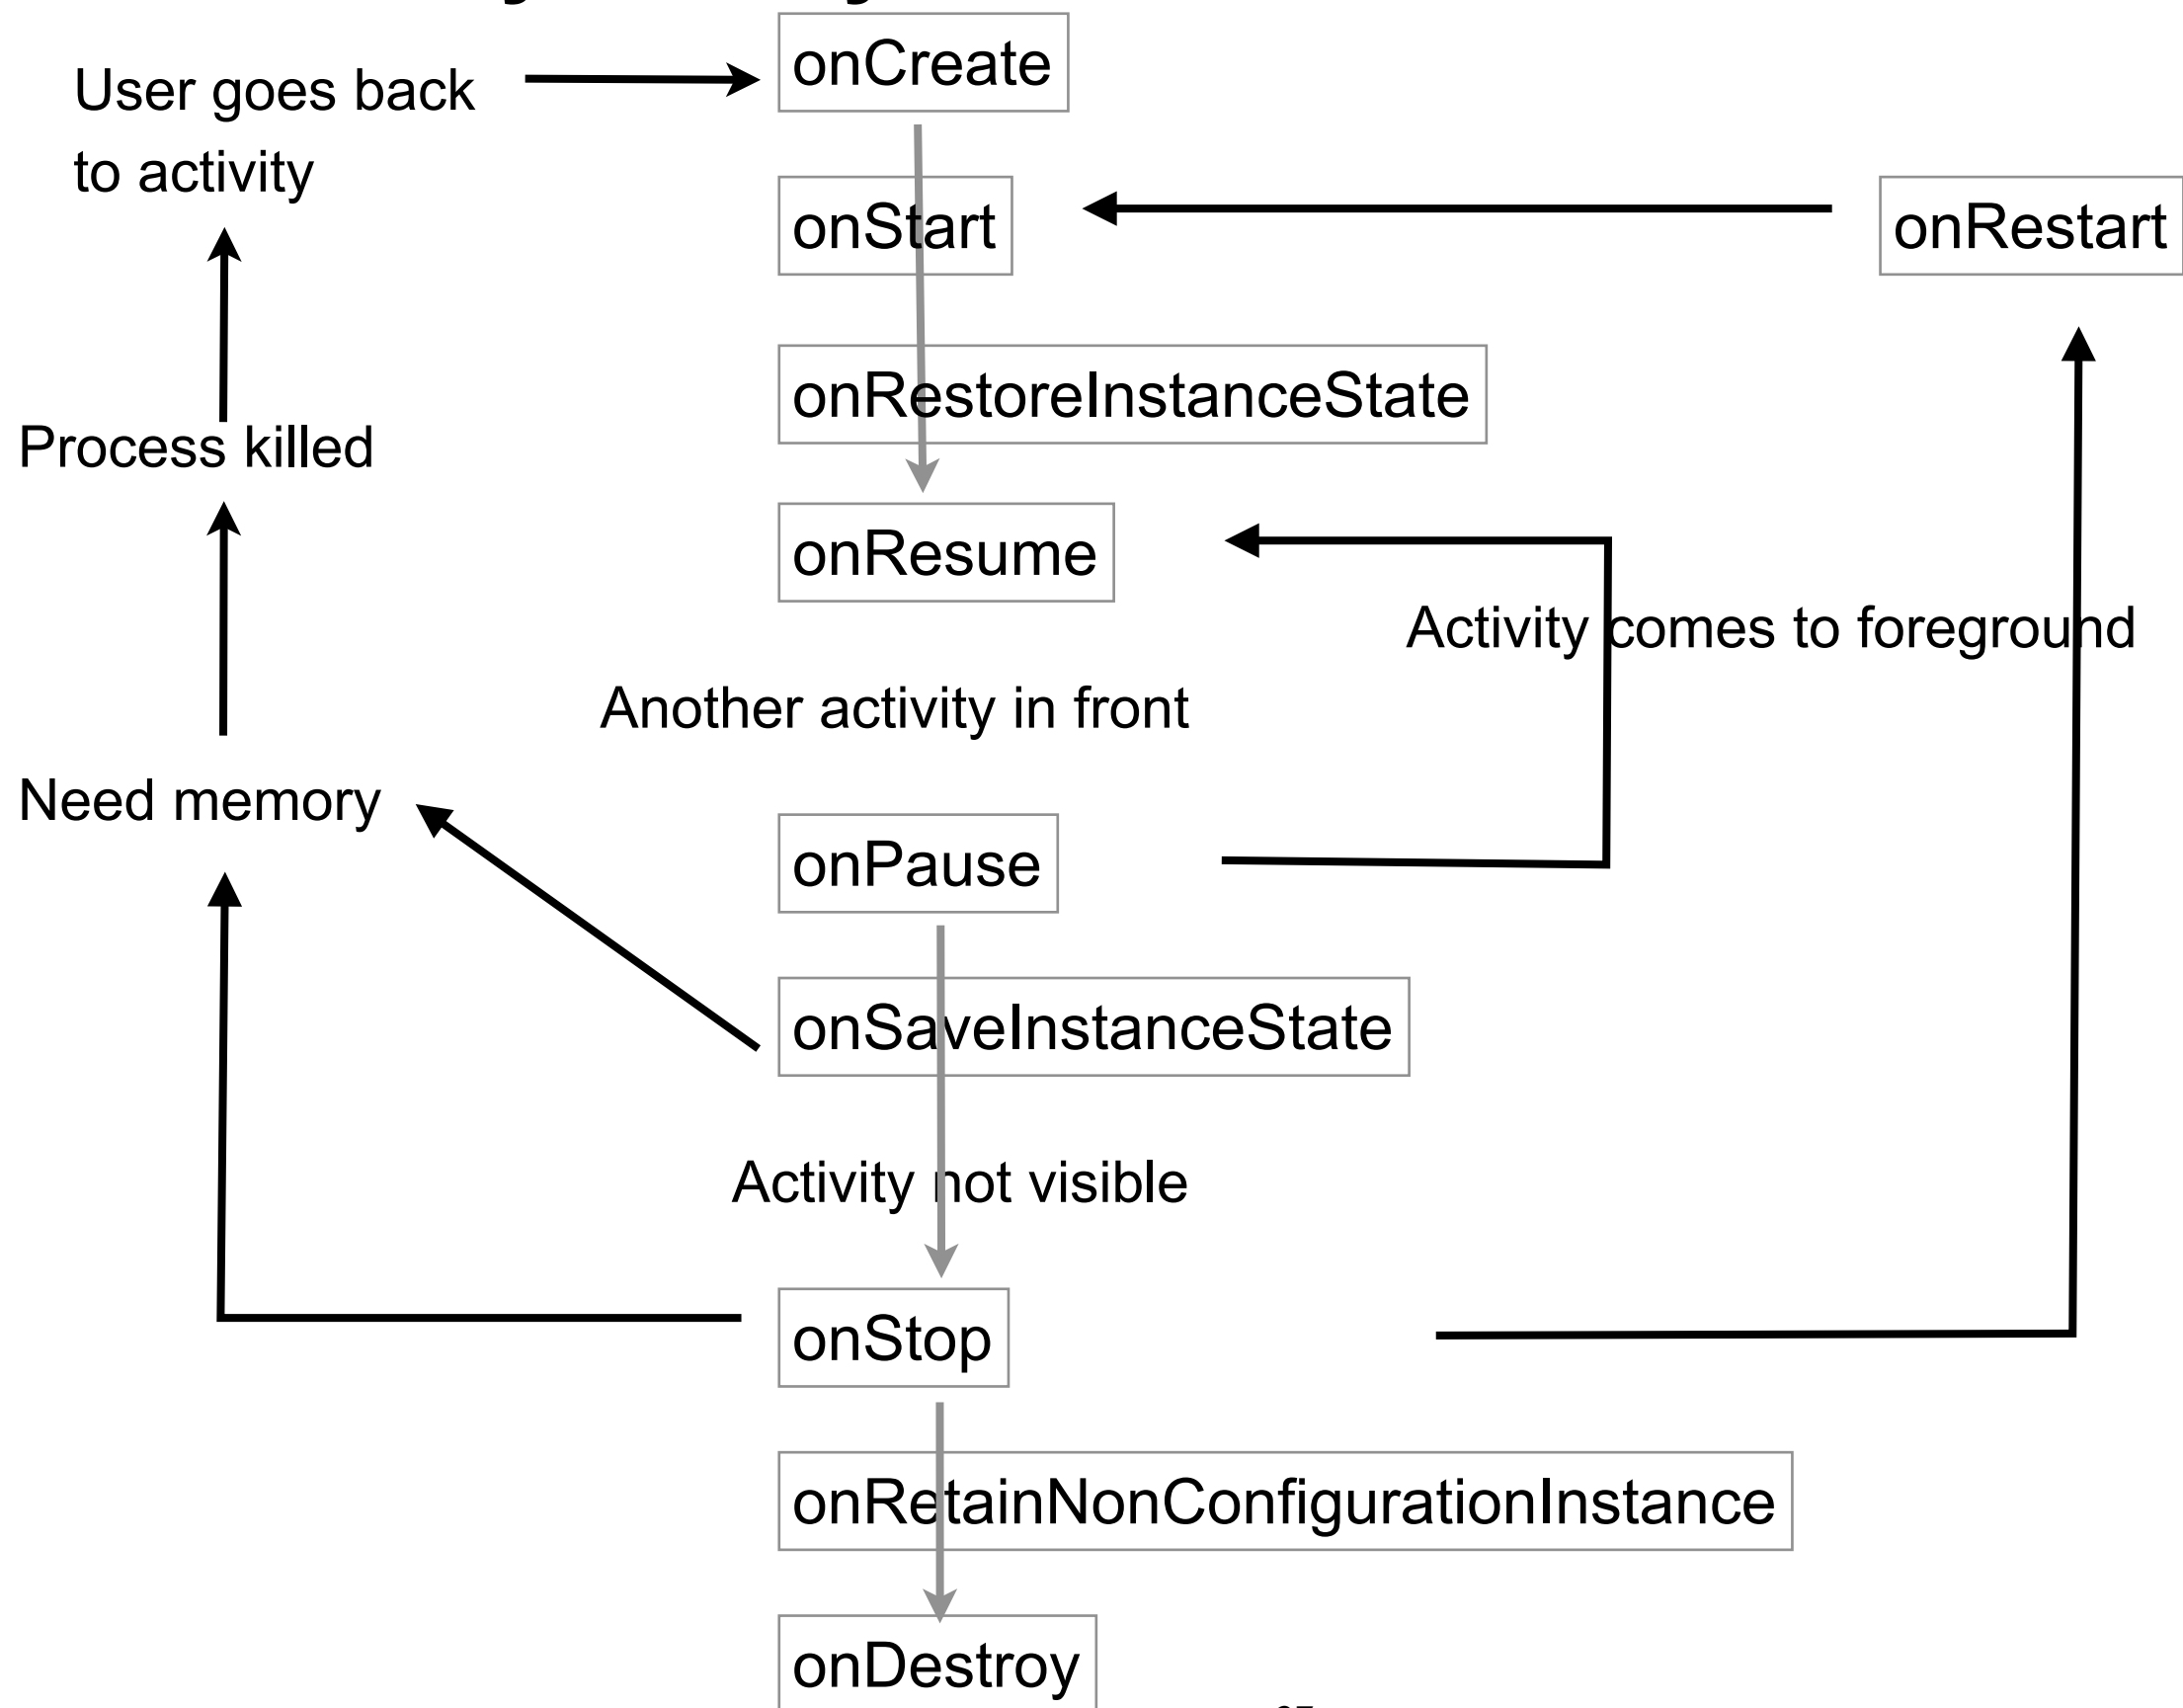 onCreate
User goes back
to activity
onStart
onRestart
onRestoreInstanceState
Process killed
onResume
Activity comes to foreground
Another activity in front
Need memory
onPause
onSaveInstanceState
Activity not visible
onStop
onRetainNonConfigurationInstance
onDestroy